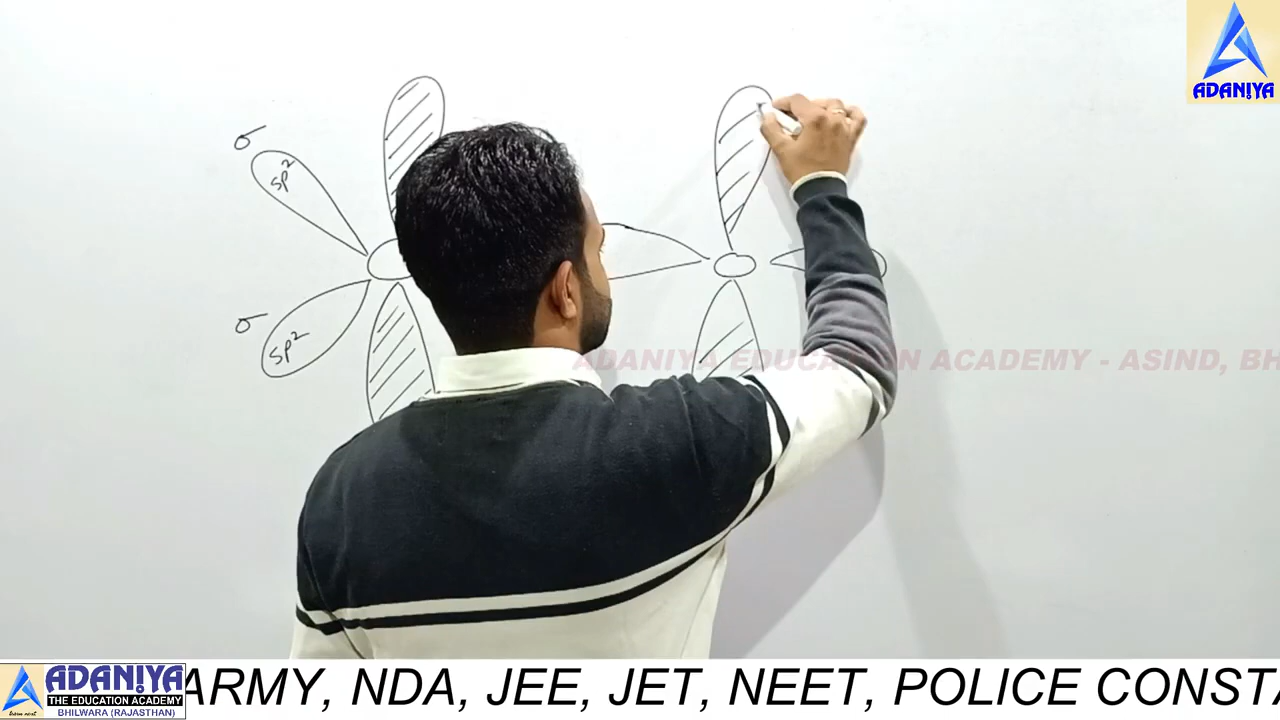 ADANIYA
σ
sp²
σ
sp²
ADANIYA EDUCATION ACADEMY - ASIND, BH
ADANIYA
THE EDUCATION ACADEMY
BHILWARA (RAJASTHAN)
ARMY, NDA, JEE, JET, NEET, POLICE CONSTA